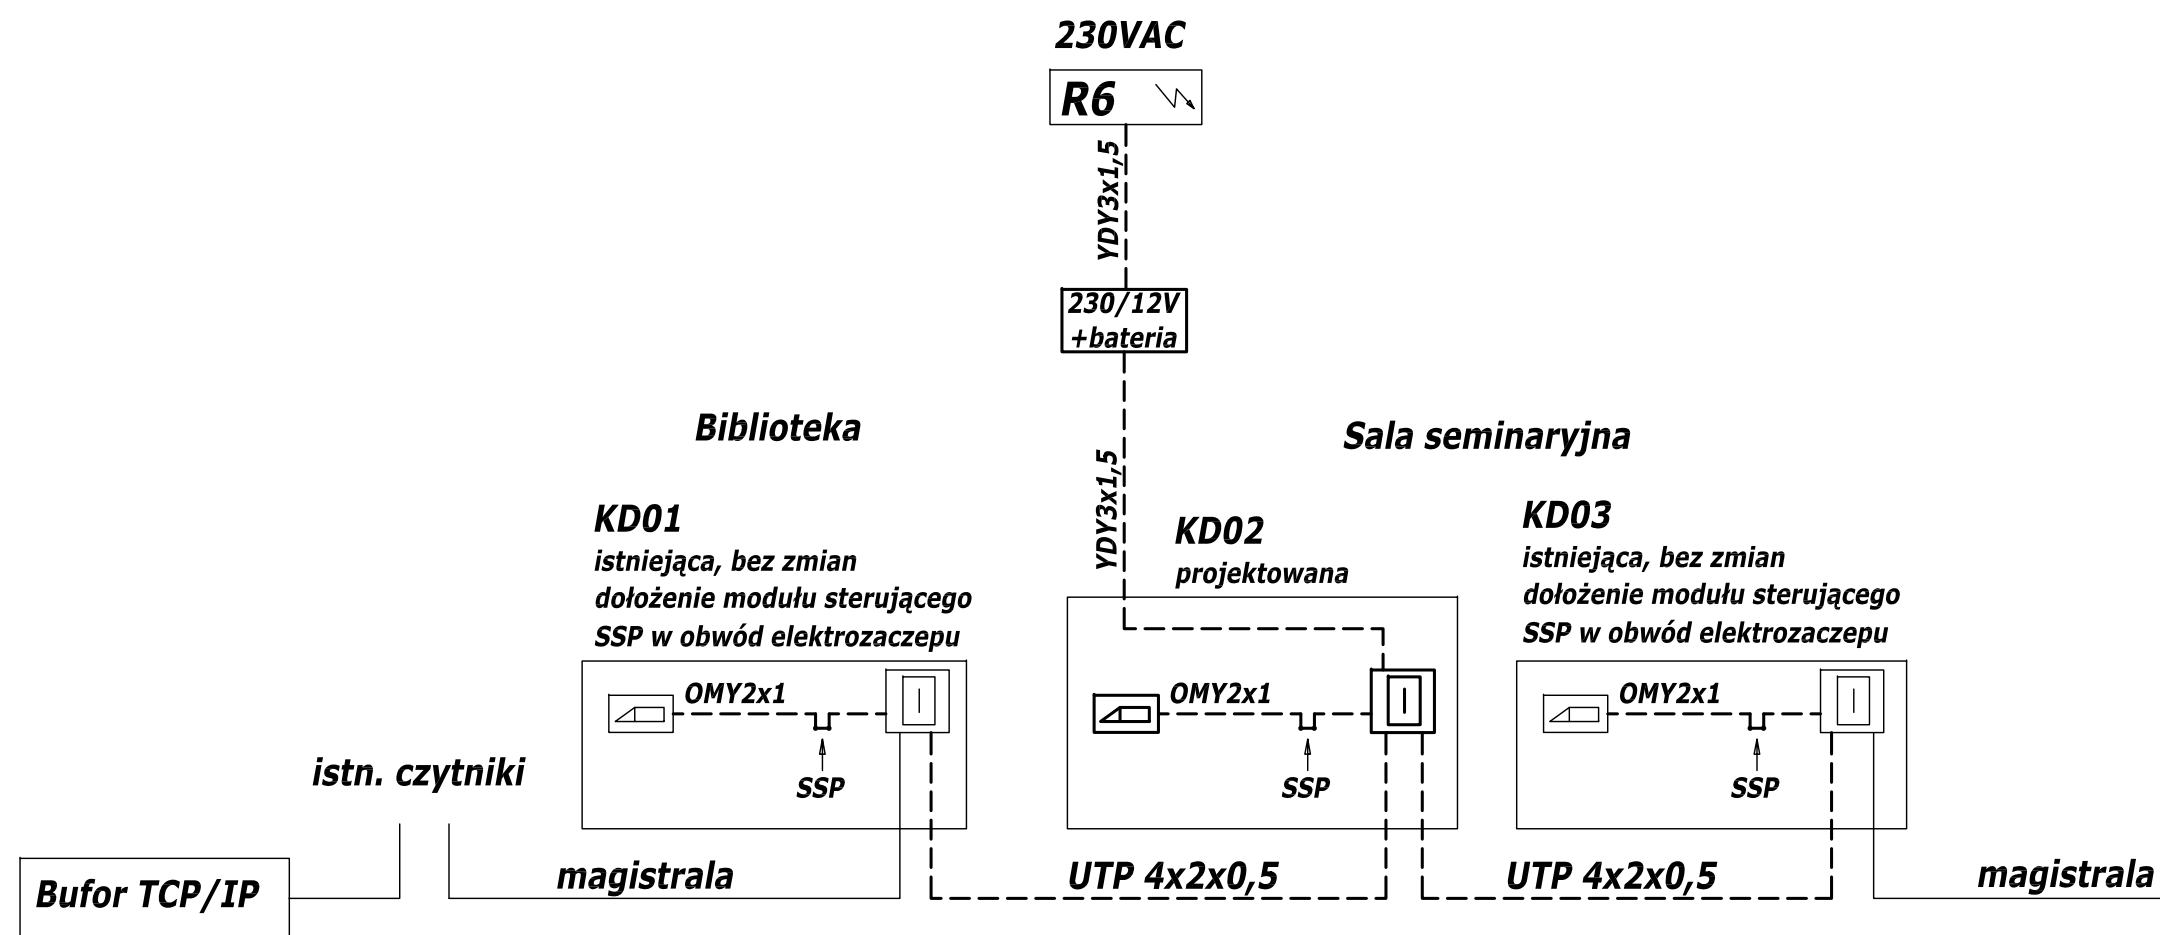 230VAC
R6
YDY3x1,5
230/12V
+bateria
Biblioteka
Sala seminaryjna
YDY3x1,5
KD01
istniejąca, bez zmian
dołożenie modułu sterującego
SSP w obwód elektrozaczepu
KD02
projektowana
KD03
istniejąca, bez zmian
dołożenie modułu sterującego
SSP w obwód elektrozaczepu
OMY2x1
SSP
OMY2x1
SSP
OMY2x1
SSP
istn. czytniki
Bufor TCP/IP
magistrala
UTP 4x2x0,5
UTP 4x2x0,5
magistrala